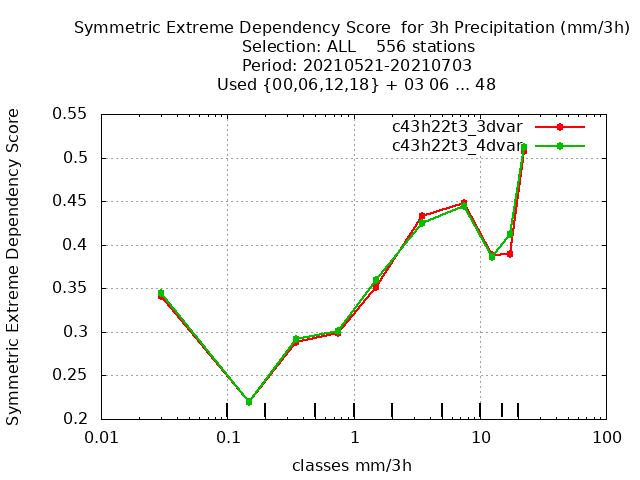 Symmetric Extreme Dependency Score  for 3h Precipitation (mm/3h)
Selection: ALL    556 stations
Period: 20210521-20210703
Used {00,06,12,18} + 03 06 ... 48
Symmetric Extreme Dependency Score
0.55
0.5
0.45
0.4
0.35
0.3
0.25
0.2
c43h22t3_3dvar
c43h22t3_4dvar
0.01 0.1 1 10 100
classes mm/3h